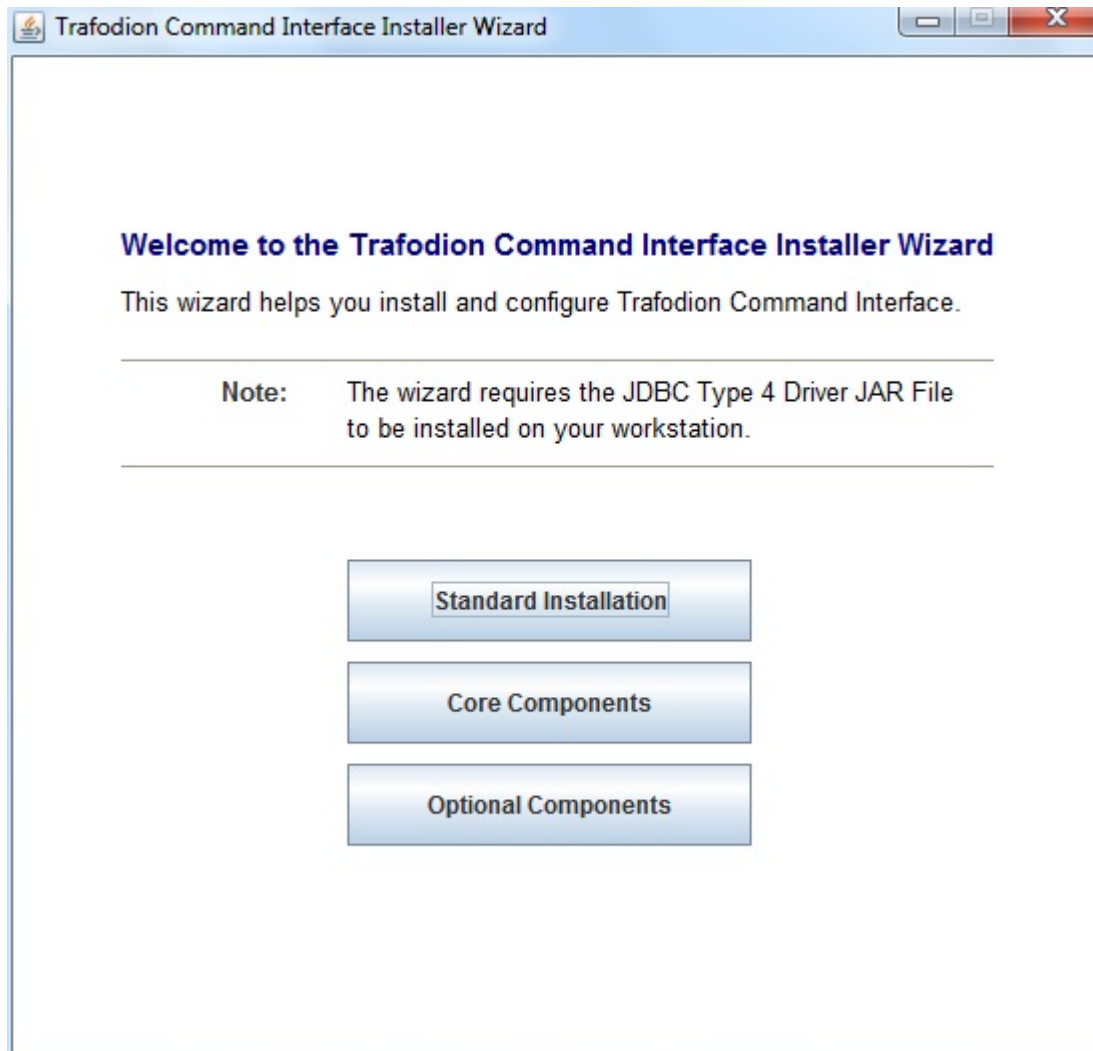 Trafodion Command Interface Installer Wizard
Welcome to the Trafodion Command Interface Installer Wizard
This wizard helps you install and configure Trafodion Command Interface.
Note: The wizard requires the JDBC Type 4 Driver JAR File
to be installed on your workstation.
Standard Installation
Core Components
Optional Components